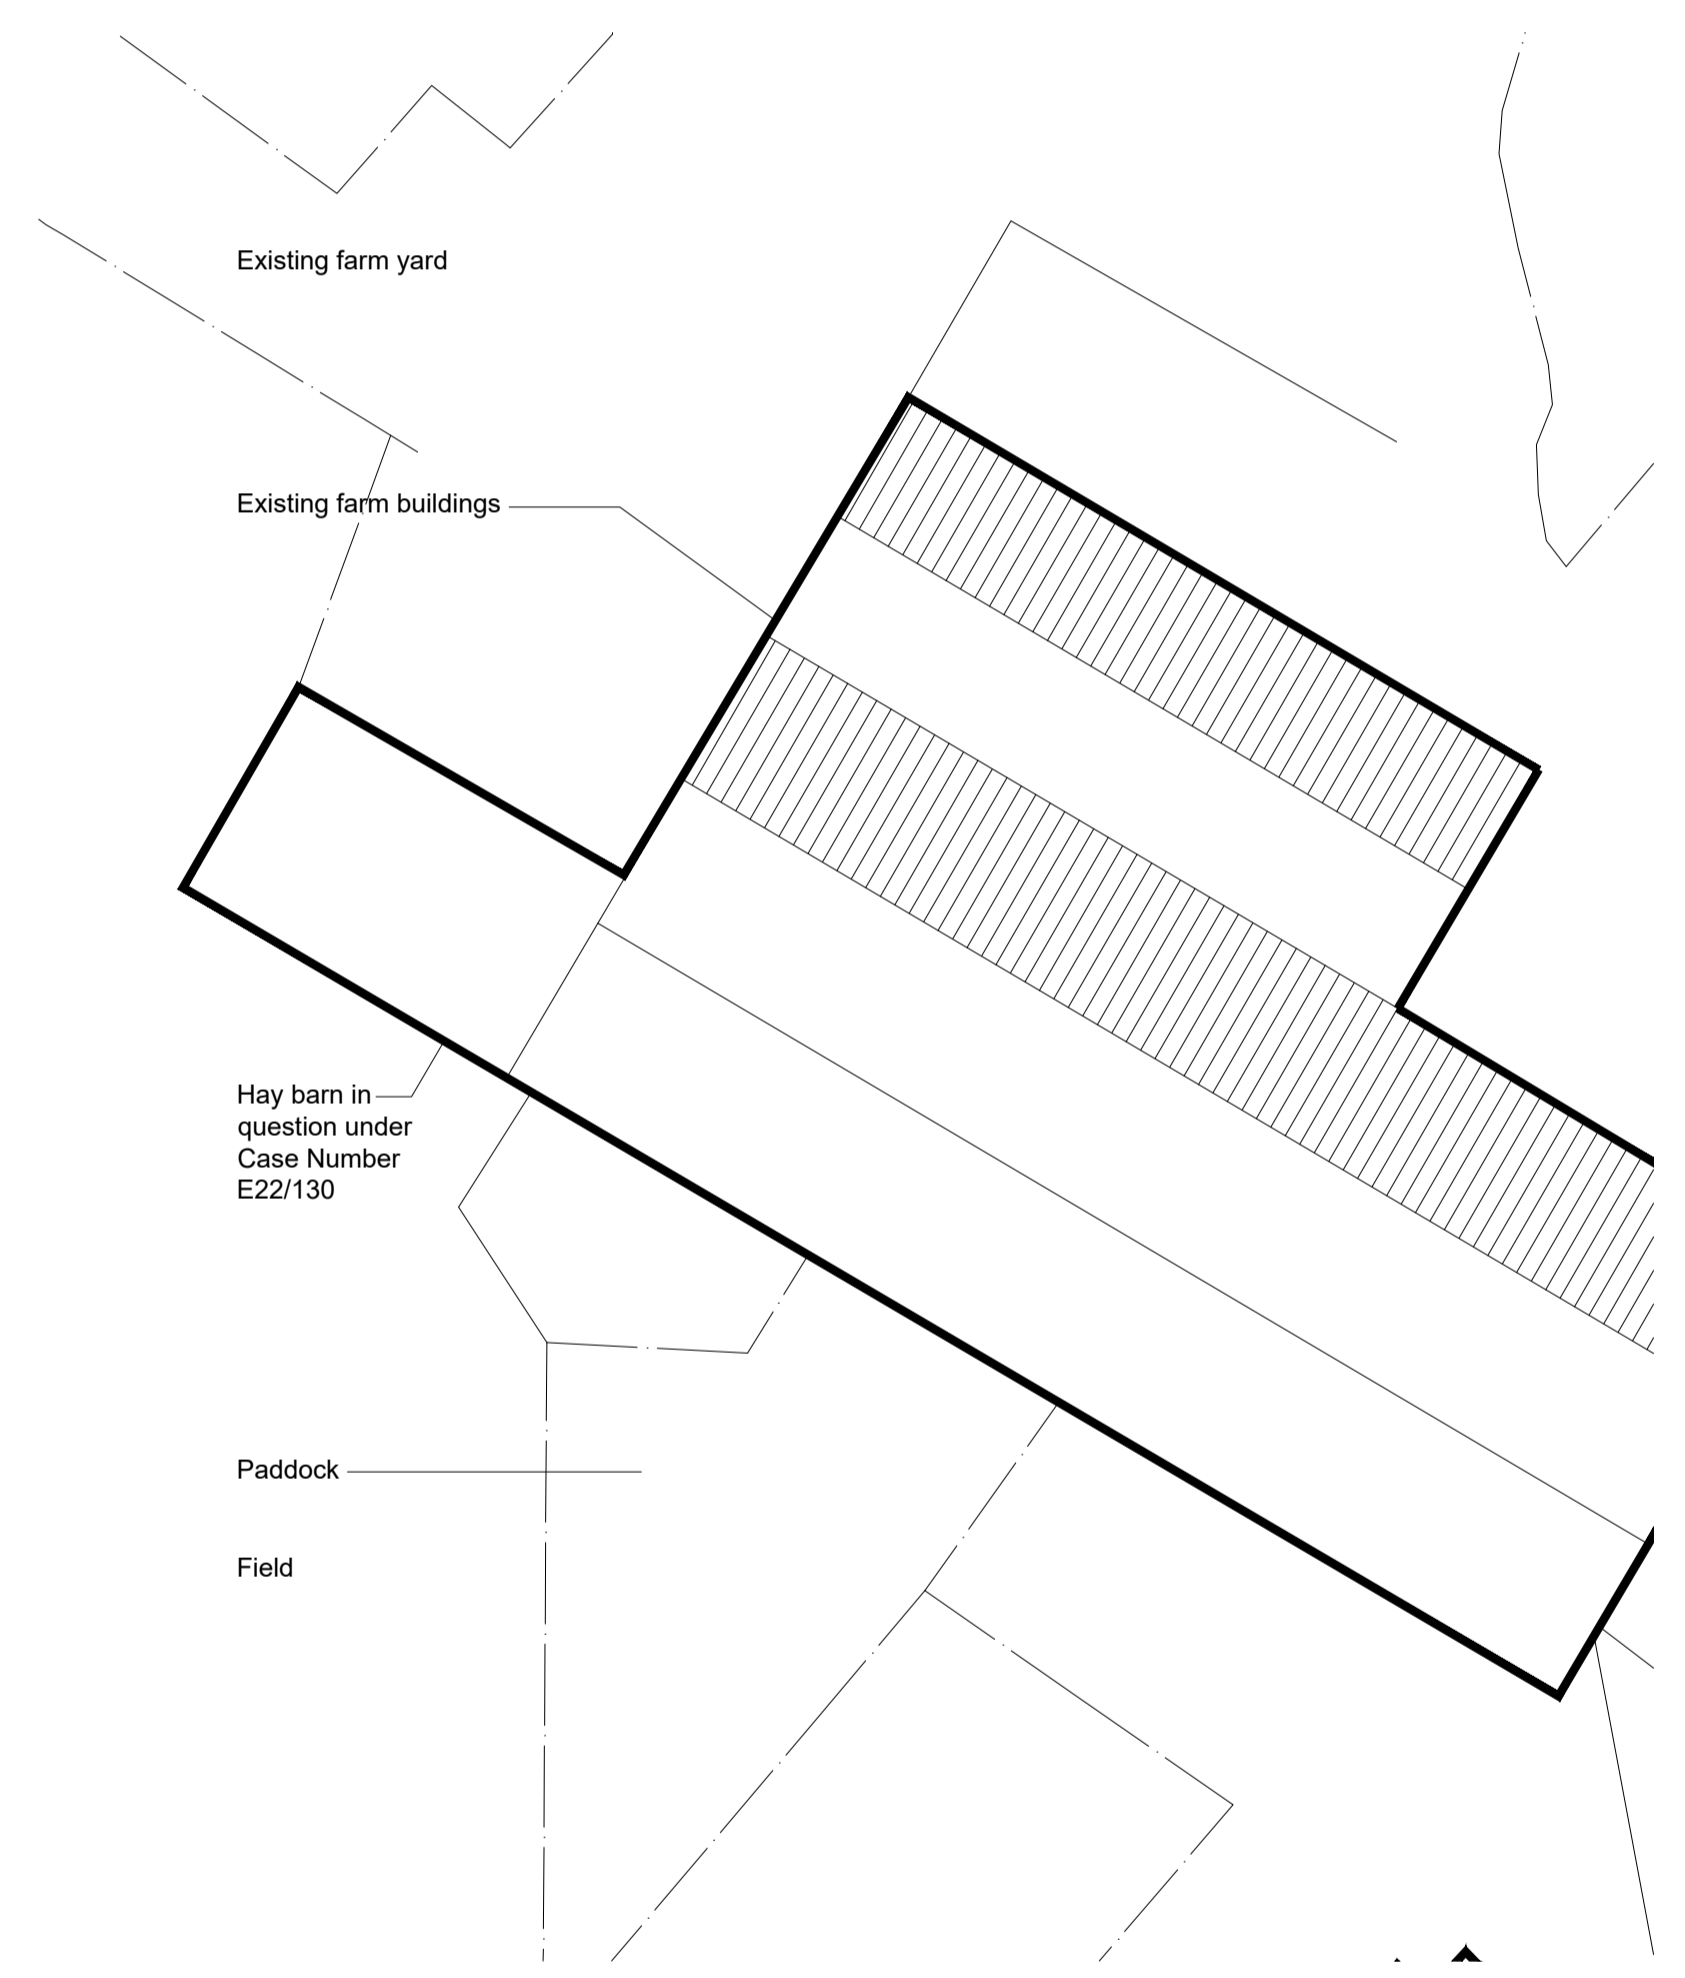 Existing farm yard
Existing farm buildings
Hay barn in
question under
Case Number
E22/130
Paddock
Field